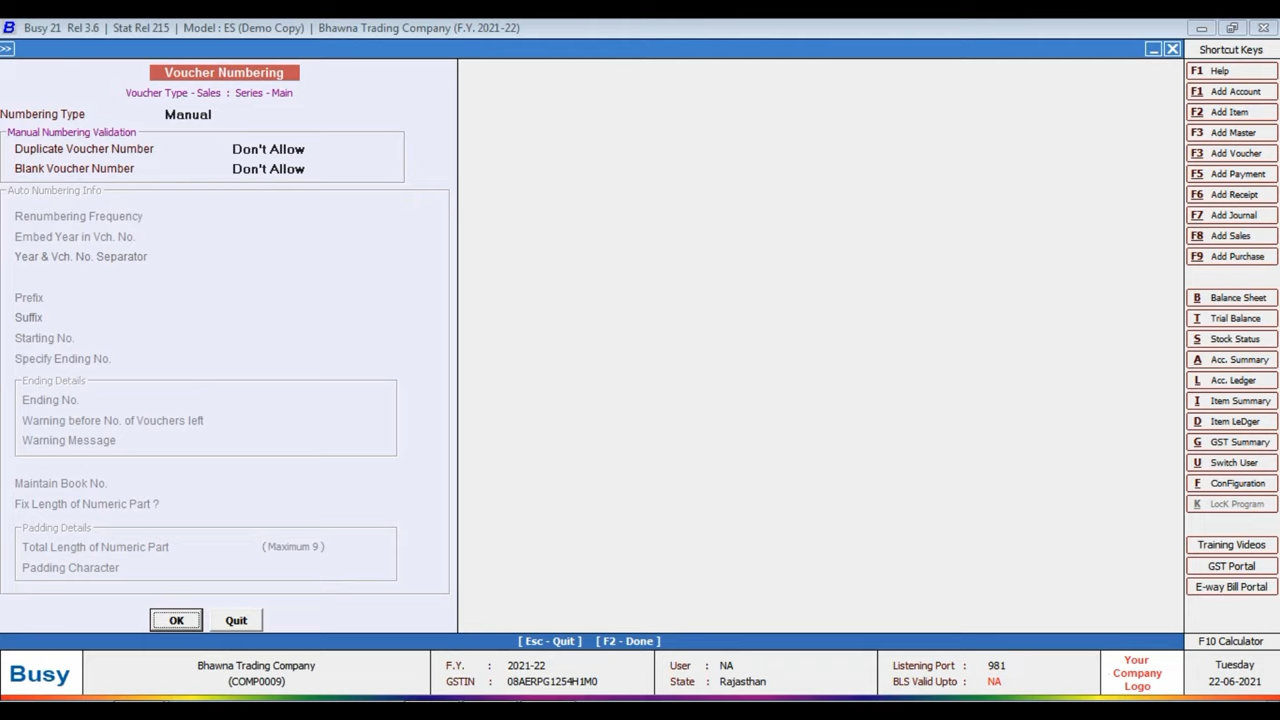 Busy 21 Rel 3.6 | Stat Rel 215 | Model : ES (Demo Copy) | Bhawna Trading Company (F.Y. 2021-22)
>>
Shortcut Keys
Voucher Numbering
Voucher Type - Sales : Series - Main
Numbering Type Manual
Manual Numbering Validation
Duplicate Voucher Number Don't Allow
Blank Voucher Number Don't Allow
Auto Numbering Info
Renumbering Frequency
Embed Year in Vch. No.
Year & Vch. No. Separator
Prefix
Suffix
Starting No.
Specify Ending No.
Ending Details
Ending No.
Warning before No. of Vouchers left
Warning Message
Maintain Book No.
Fix Length of Numeric Part ?
Padding Details
Total Length of Numeric Part ( Maximum 9 )
Padding Character
OK Quit
F1 Help
F1 Add Account
F2 Add Item
F3 Add Master
F3 Add Voucher
F5 Add Payment
F6 Add Receipt
F7 Add Journal
F8 Add Sales
F9 Add Purchase
B Balance Sheet
T Trial Balance
S Stock Status
A Acc. Summary
L Acc. Ledger
I Item Summary
D Item LeDger
G GST Summary
U Switch User
F ConFiguration
K LocK Program
Training Videos
GST Portal
E-way Bill Portal
[ Esc - Quit ] [ F2 - Done ]
F10 Calculator
Busy
Bhawna Trading Company
(COMP0009)
F.Y. : 2021-22
GSTIN : 08AERPG1254H1M0
User : NA
State : Rajasthan
Listening Port : 981
BLS Valid Upto : NA
Your
Company
Logo
Tuesday
22-06-2021